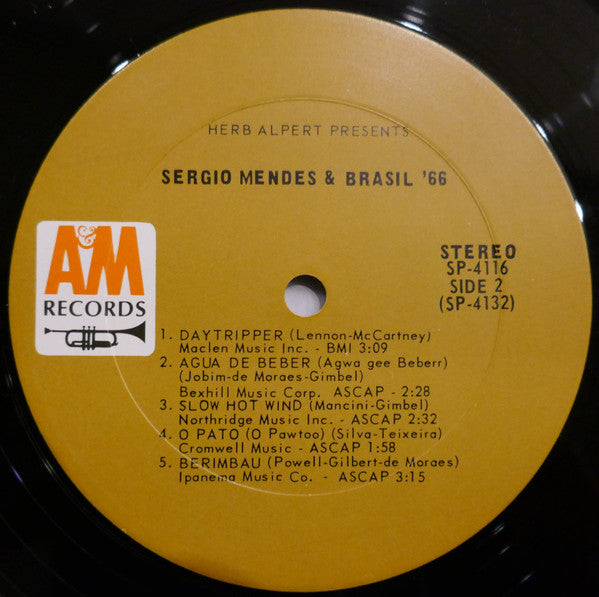 HERB ALPERT PRESENTS
SERGIO MENDES & BRASIL '66
A&M
RECORDS
STEREO
SP-4116
SIDE 2
(SP-4132)
1. DAYTRIPPER (Lennon-McCartney)
Maclen Music Inc. - BMI 3:09
2. AGUA DE BEBER (Agwa gee Beberr)
(Jobim-de Moraes-Gimbel)
Bexhill Music Corp. ASCAP - 2:28
3. SLOW HOT WIND (Mancini-Gimbel)
Northridge Music Inc. - ASCAP 2:32
4. O PATO (O Pawtoo) (Silva-Teixeira)
Cromwell Music - ASCAP 1:58
5. BERIMBAU (Powell-Gilbert-de Moraes)
Ipanema Music Co. - ASCAP 3:15